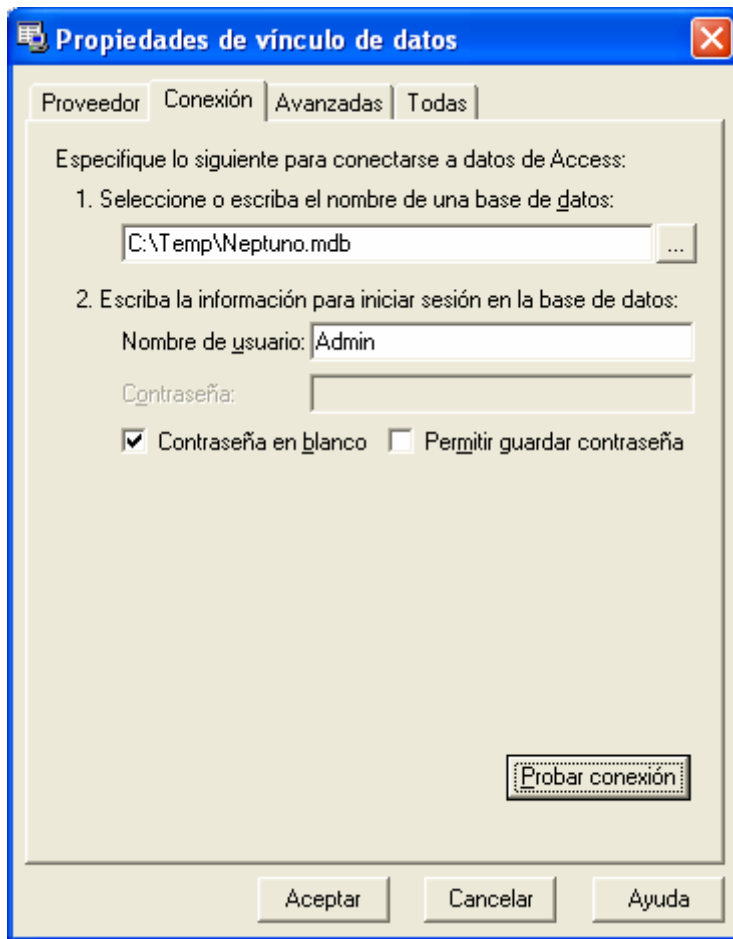 Propiedades de vínculo de datos
Proveedor Conexión Avanzadas Todas
Especifique lo siguiente para conectarse a datos de Access:
1. Seleccione o escriba el nombre de una base de datos:
C:\Temp\Neptuno.mdb ...
2. Escriba la información para iniciar sesión en la base de datos:
Nombre de usuario: Admin
Contraseña:
Contraseña en blanco Permitir guardar contraseña
Probar conexión
Aceptar Cancelar Ayuda